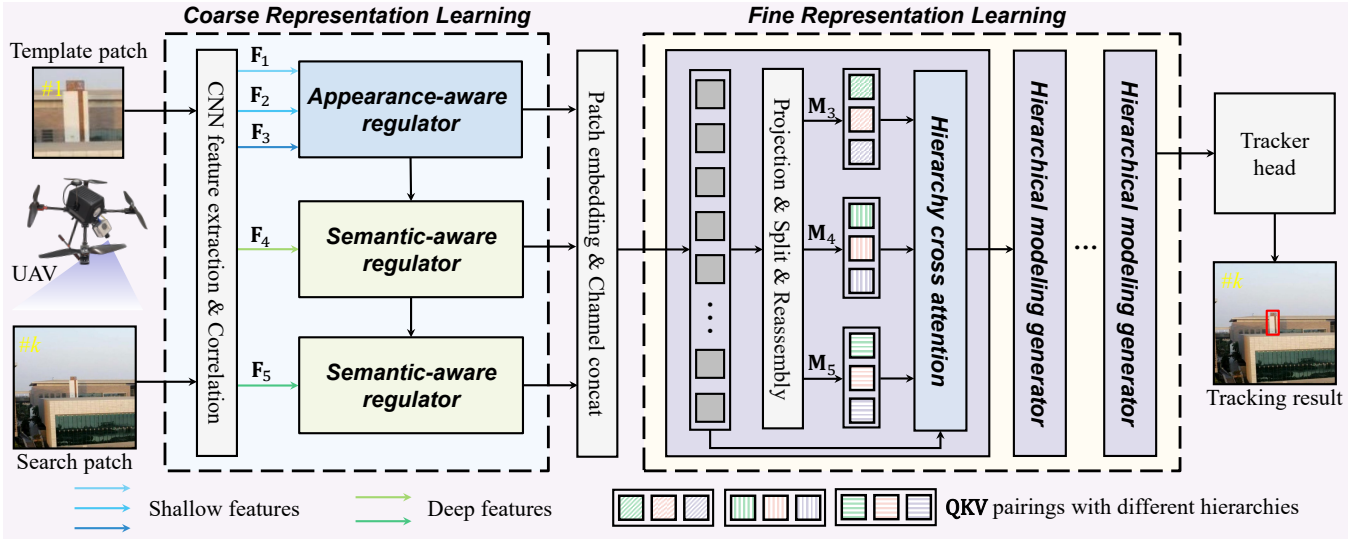 Coarse Representation Learning
Fine Representation Learning
Template patch
#1
UAV
#k
Search patch
CNN feature extraction & Correlation
F1
F2
F3
F4
F5
Appearance-aware
regulator
Semantic-aware
regulator
Semantic-aware
regulator
Patch embedding & Channel concat
Projection & Split & Reassembly
M3
M4
M5
Hierarchy cross attention
Hierarchical modeling generator
...
Hierarchical modeling generator
Tracker
head
#k
Tracking result
Shallow features
Deep features
QKV pairings with different hierarchies